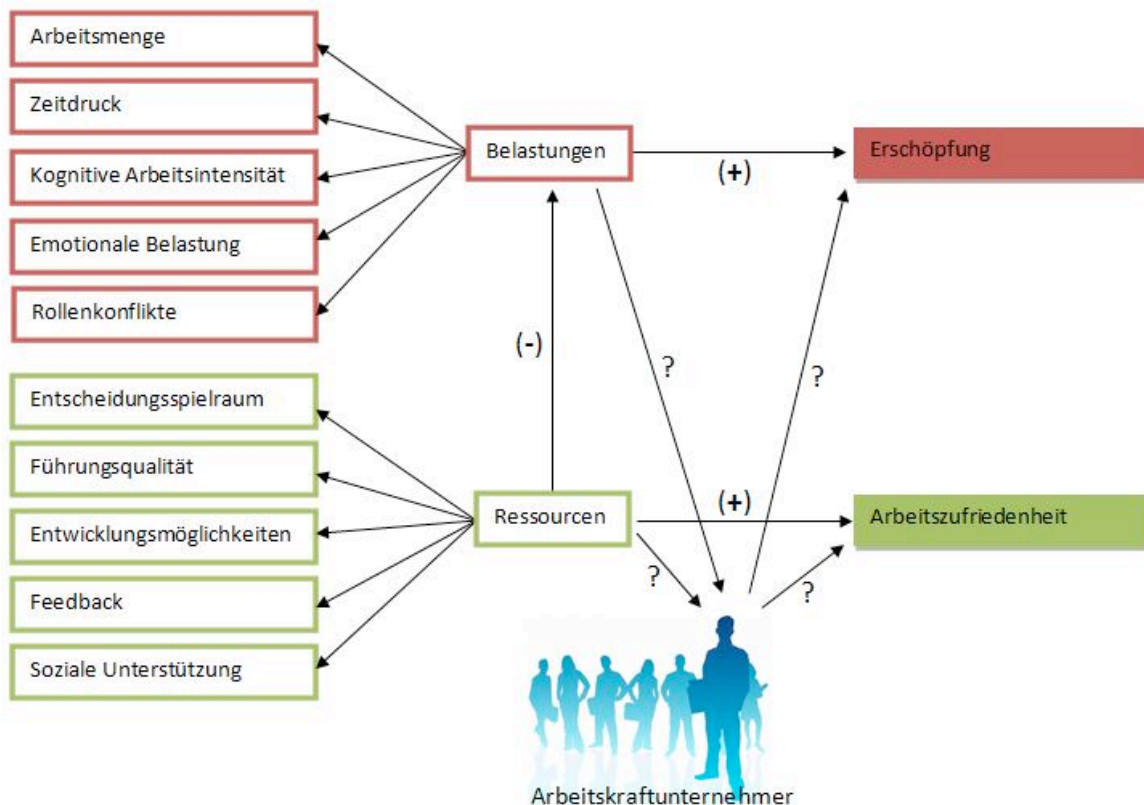 Arbeitsmenge
Zeitdruck
Kognitive Arbeitsintensität
Emotionale Belastung
Rollenkonflikte
Entscheidungsspielraum
Führungsqualität
Entwicklungsmöglichkeiten
Feedback
Soziale Unterstützung
Belastungen
(+)
Erschöpfung
(-)
?
?
Ressourcen
(+)
Arbeitszufriedenheit
?
?
Arbeitskraftunternehmer